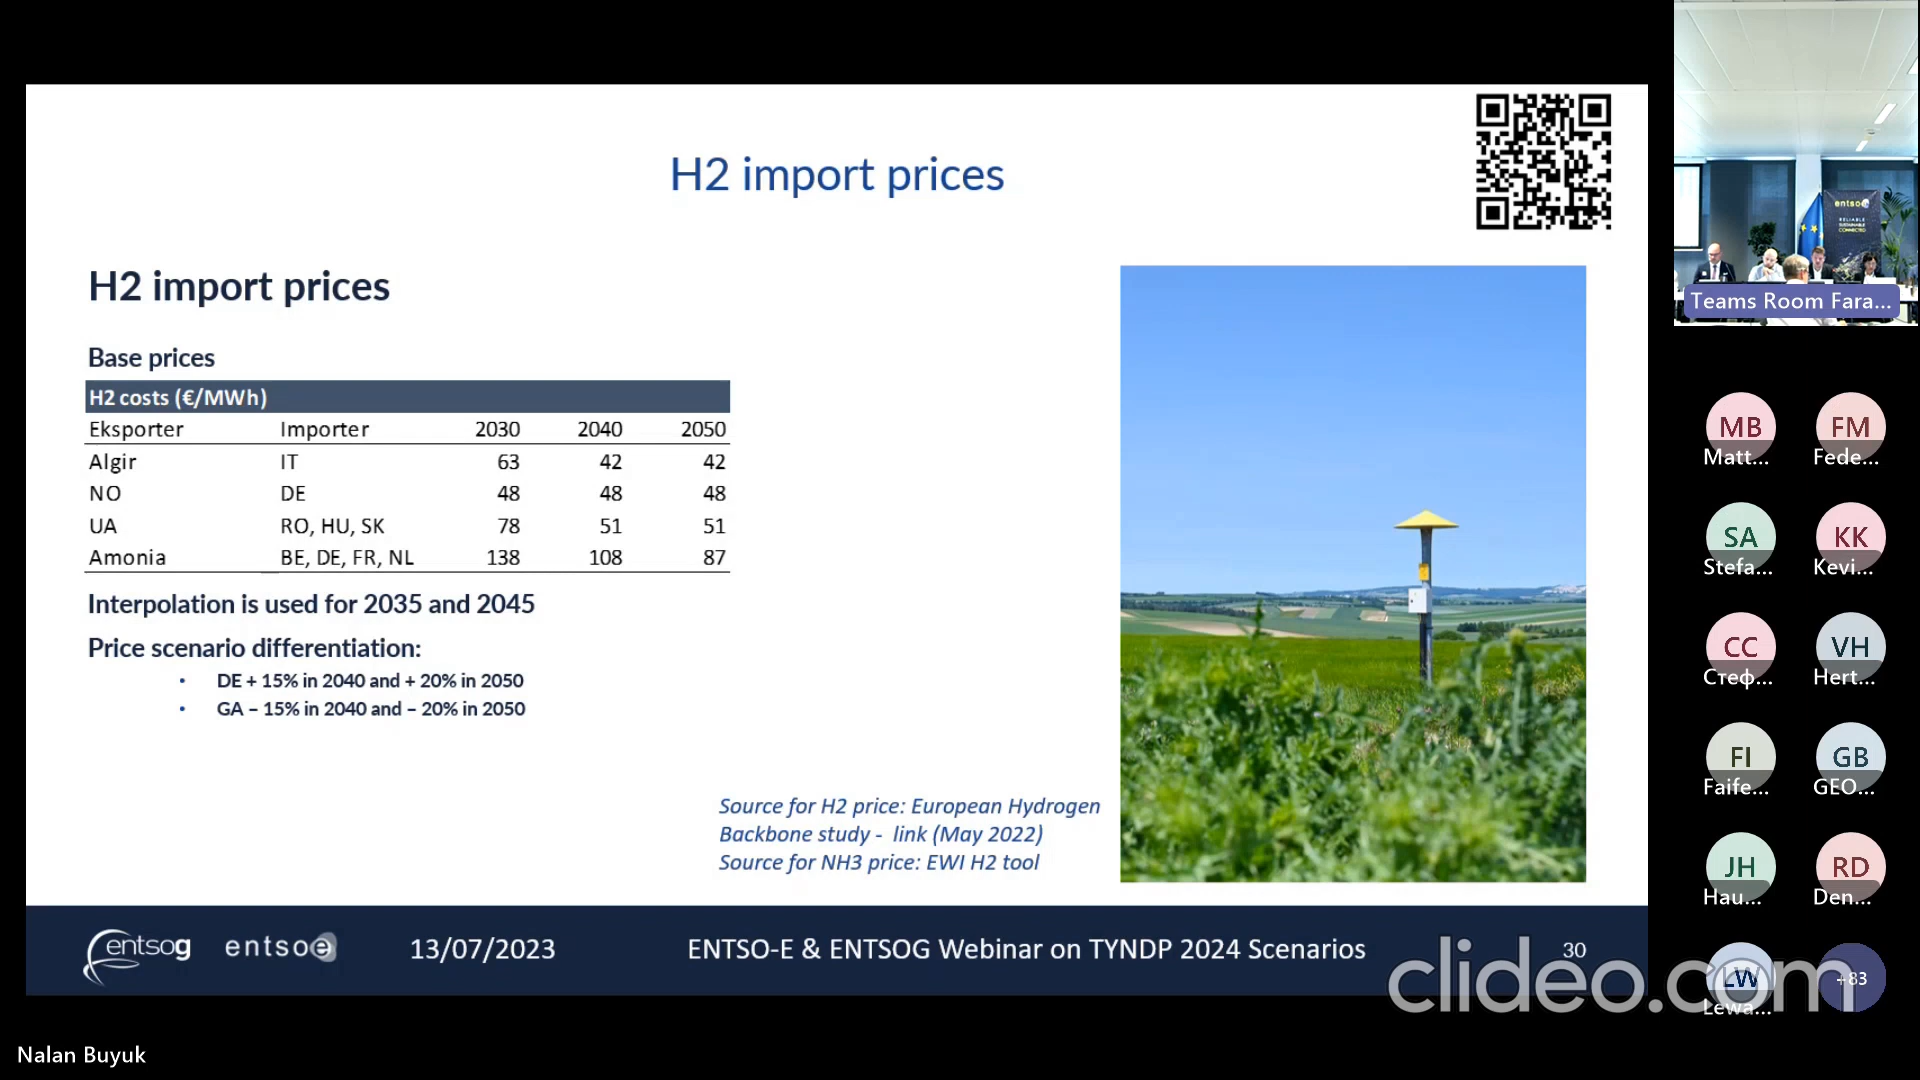 H2 import prices
H2 import prices
Base prices
H2 costs (€/MWh)
Eksporter Importer 2030 2040 2050
Algir IT 63 42 42
NO DE 48 48 48
UA RO, HU, SK 78 51 51
Amonia BE, DE, FR, NL 138 108 87
Interpolation is used for 2035 and 2045
Price scenario differentiation:
• DE + 15% in 2040 and + 20% in 2050
• GA – 15% in 2040 and – 20% in 2050
Source for H2 price: European Hydrogen
Backbone study - link (May 2022)
Source for NH3 price: EWI H2 tool
entsog entsoe 13/07/2023 ENTSO-E & ENTSOG Webinar on TYNDP 2024 Scenarios 30
clideo.com
Nalan Buyuk
entsoe
RELIABLE
SUSTAINABLE
CONNECTED
Teams Room Fara...
MB FM
Matt... Fede...
SA KK
Stefa... Kevi...
CC VH
Стеф... Hert...
FI GB
Faife... GEO...
JH RD
Hau... Den...
LW +83
Lewa...